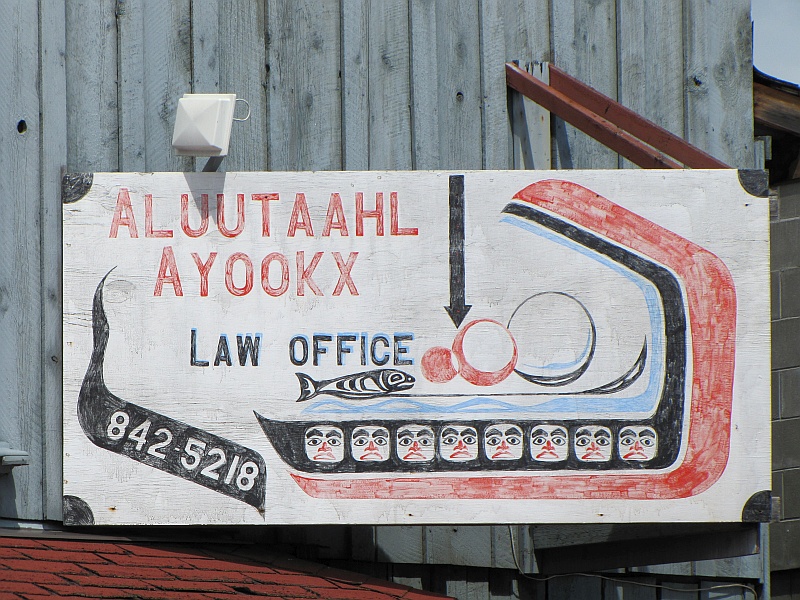 ALUUTAAHL
AYOOKX
LAW OFFICE
842-5218